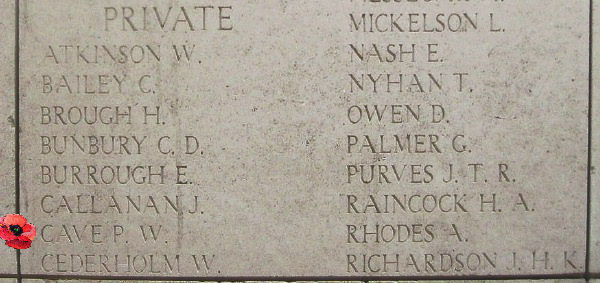 PRIVATE
ATKINSON W.
BAILEY C.
BROUGH H.
BUNBURY C. D.
BURROUGH E.
CALLANAN J.
CAVE P. W.
CEDERHOLM W.
MICKELSON L.
NASH E.
NYHAN T.
OWEN D.
PALMER G.
PURVES J. T. R.
RAINCOCK H. A.
RHODES A.
RICHARDSON J. H. K.